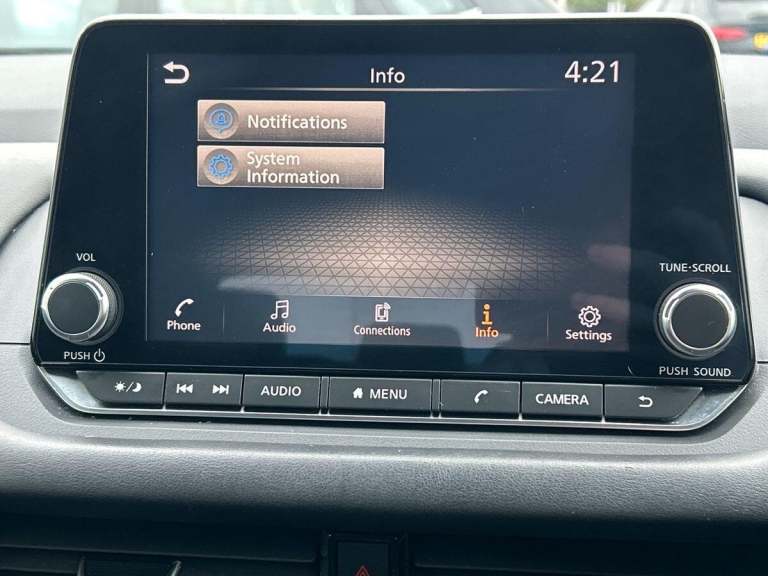 Info
4:21
Notifications
System
Information
VOL
TUNE·SCROLL
Phone
Audio
Connections
Info
Settings
PUSH
PUSH SOUND
AUDIO
MENU
CAMERA